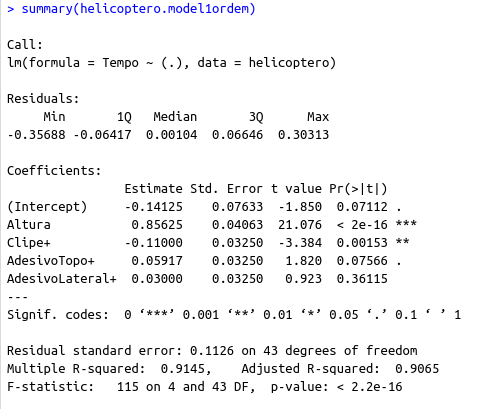 > summary(helicoptero.model1ordem)
Call:
lm(formula = Tempo ~ (.), data = helicoptero)
Residuals:
     Min       1Q   Median       3Q      Max
-0.35688 -0.06417  0.00104  0.06646  0.30313
Coefficients:
                Estimate Std. Error t value Pr(>|t|)
(Intercept)     -0.14125    0.07633  -1.850  0.07112 .
Altura           0.85625    0.04063  21.076  < 2e-16 ***
Clipe+          -0.11000    0.03250  -3.384  0.00153 **
AdesivoTopo+     0.05917    0.03250   1.820  0.07566 .
AdesivoLateral+  0.03000    0.03250   0.923  0.36115
---
Signif. codes:  0 ‘***’ 0.001 ‘**’ 0.01 ‘*’ 0.05 ‘.’ 0.1 ‘ ’ 1
Residual standard error: 0.1126 on 43 degrees of freedom
Multiple R-squared:  0.9145,	Adjusted R-squared:  0.9065
F-statistic:   115 on 4 and 43 DF,  p-value: < 2.2e-16